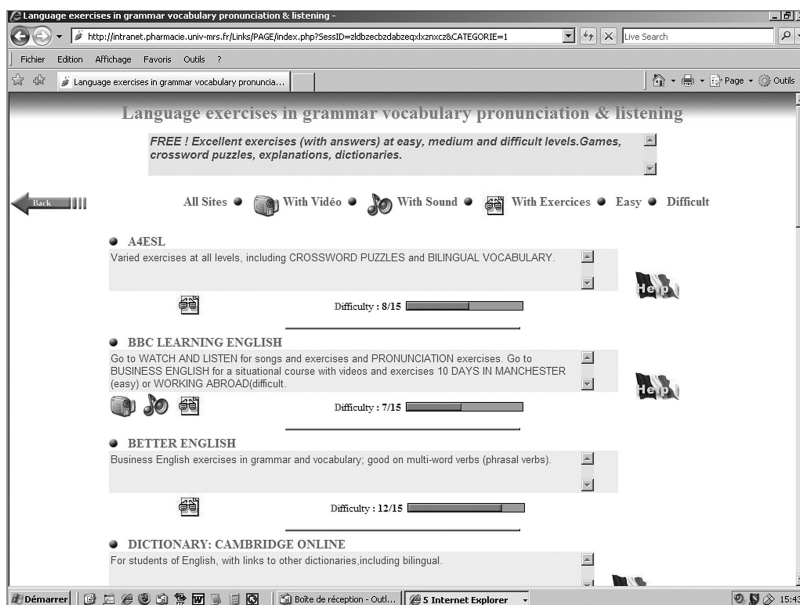 Language exercises in grammar vocabulary pronunciation & listening -
http://intranet.pharmacie.univ-mrs.fr/Links/PAGE/index.php?SessID=zldbzecbzdabzeqxlxznxcz&CATEGORIE=1
Live Search
Fichier Edition Affichage Favoris Outils ?
Language exercises in grammar vocabulary pronuncia...
Page Outils
Language exercises in grammar vocabulary pronunciation & listening
FREE ! Excellent exercises (with answers) at easy, medium and difficult levels.Games,
crossword puzzles, explanations, dictionaries.
Back All Sites With Vidéo With Sound With Exercices Easy Difficult
A4ESL
Varied exercises at all levels, including CROSSWORD PUZZLES and BILINGUAL VOCABULARY.
Help
Difficulty : 8/15
BBC LEARNING ENGLISH
Go to WATCH AND LISTEN for songs and exercises and PRONUNCIATION exercises. Go to
BUSINESS ENGLISH for a situational course with videos and exercises 10 DAYS IN MANCHESTER
(easy) or WORKING ABROAD(difficult.
Help
Difficulty : 7/15
BETTER ENGLISH
Business English exercises in grammar and vocabulary; good on multi-word verbs (phrasal verbs).
Difficulty : 12/15
DICTIONARY: CAMBRIDGE ONLINE
For students of English, with links to other dictionaries,including bilingual.
Démarrer Boîte de réception - Outl... 5 Internet Explorer 15:43